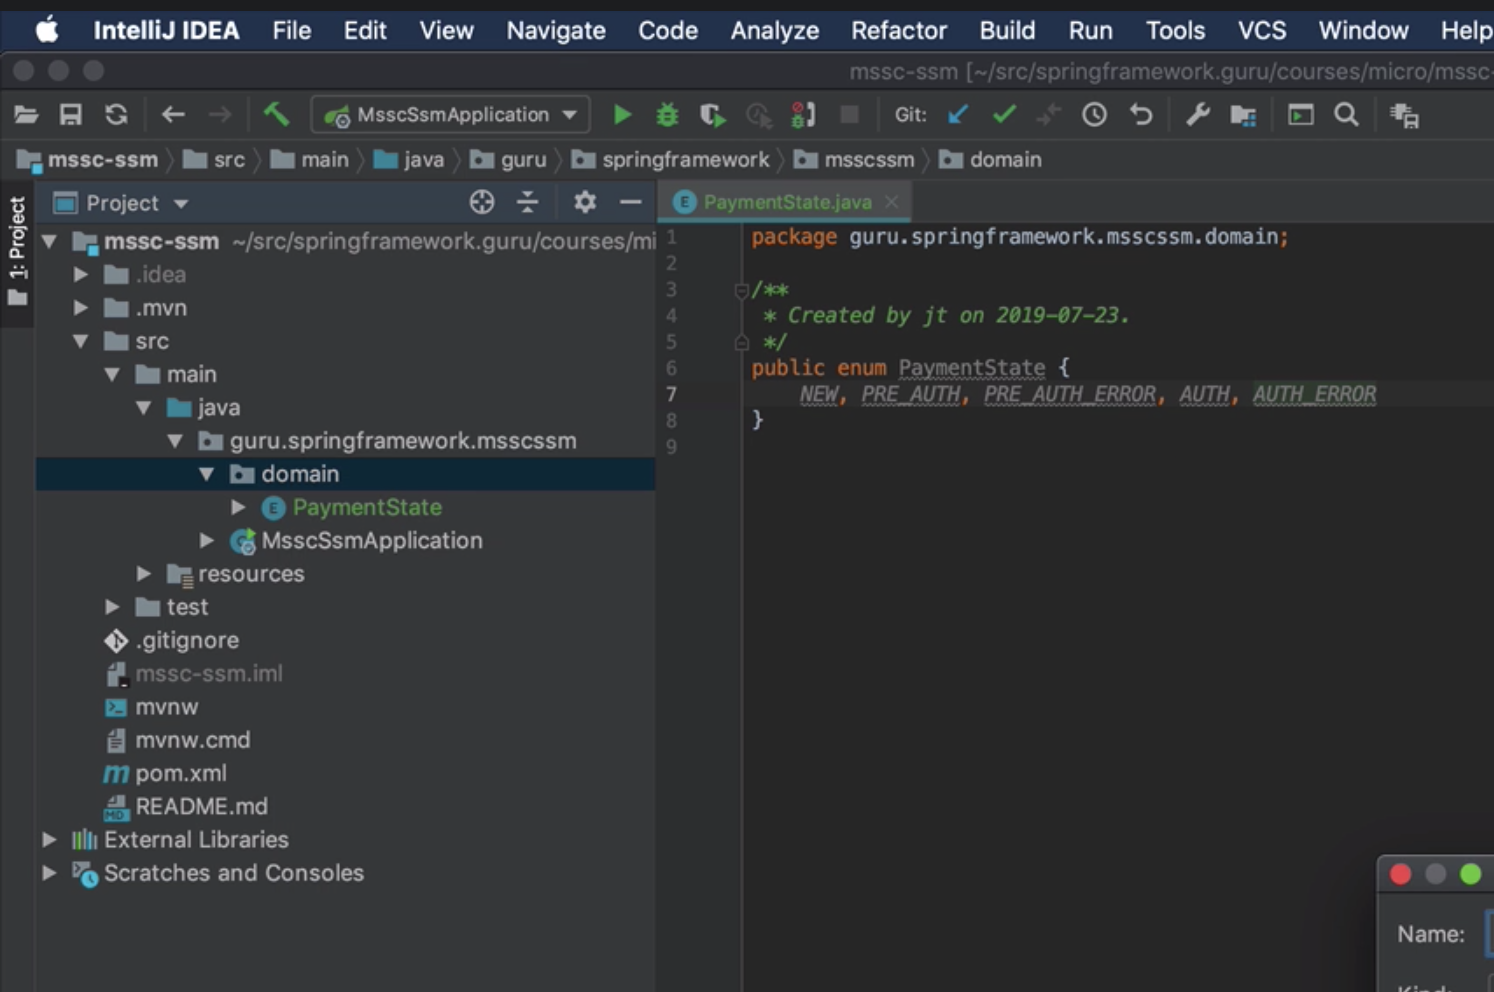 IntelliJ IDEA File Edit View Navigate Code Analyze Refactor Build Run Tools VCS Window Help
mssc-ssm [~/src/springframework.guru/courses/micro/mssc-
MsscSsmApplication Git:
mssc-ssm src main java guru springframework msscssm domain
1: Project
Project
mssc-ssm ~/src/springframework.guru/courses/mi
.idea
.mvn
src
main
java
guru.springframework.msscssm
domain
PaymentState
MsscSsmApplication
resources
test
.gitignore
mssc-ssm.iml
mvnw
mvnw.cmd
pom.xml
README.md
External Libraries
Scratches and Consoles
PaymentState.java
1 package guru.springframework.msscssm.domain;
2
3 /**
4 * Created by jt on 2019-07-23.
5 */
6 public enum PaymentState {
7 NEW, PRE_AUTH, PRE_AUTH_ERROR, AUTH, AUTH_ERROR
8 }
9
Name: